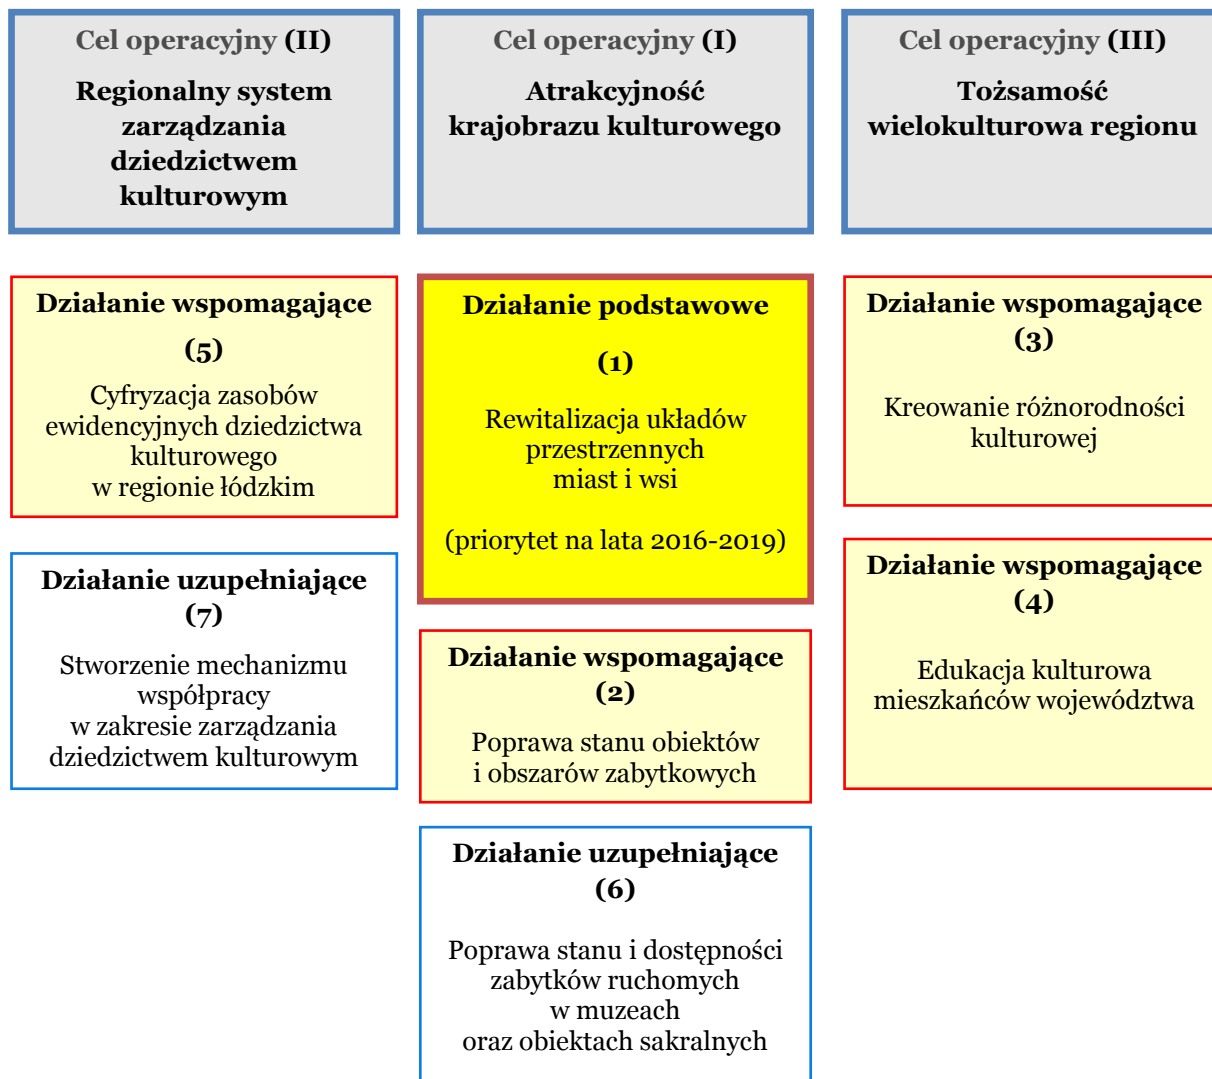 Cel operacyjny (II)
Regionalny system
zarządzania
dziedzictwem
kulturowym
Cel operacyjny (I)
Atrakcyjność
krajobrazu kulturowego
Cel operacyjny (III)
Tożsamość
wielokulturowa regionu
Działanie wspomagające
(5)
Cyfryzacja zasobów
ewidencyjnych dziedzictwa
kulturowego
w regionie łódzkim
Działanie uzupełniające
(7)
Stworzenie mechanizmu
współpracy
w zakresie zarządzania
dziedzictwem kulturowym
Działanie podstawowe
(1)
Rewitalizacja układów
przestrzennych
miast i wsi
(priorytet na lata 2016-2019)
Działanie wspomagające
(2)
Poprawa stanu obiektów
i obszarów zabytkowych
Działanie uzupełniające
(6)
Poprawa stanu i dostępności
zabytków ruchomych
w muzeach
oraz obiektach sakralnych
Działanie wspomagające
(3)
Kreowanie różnorodności
kulturowej
Działanie wspomagające
(4)
Edukacja kulturowa
mieszkańców województwa